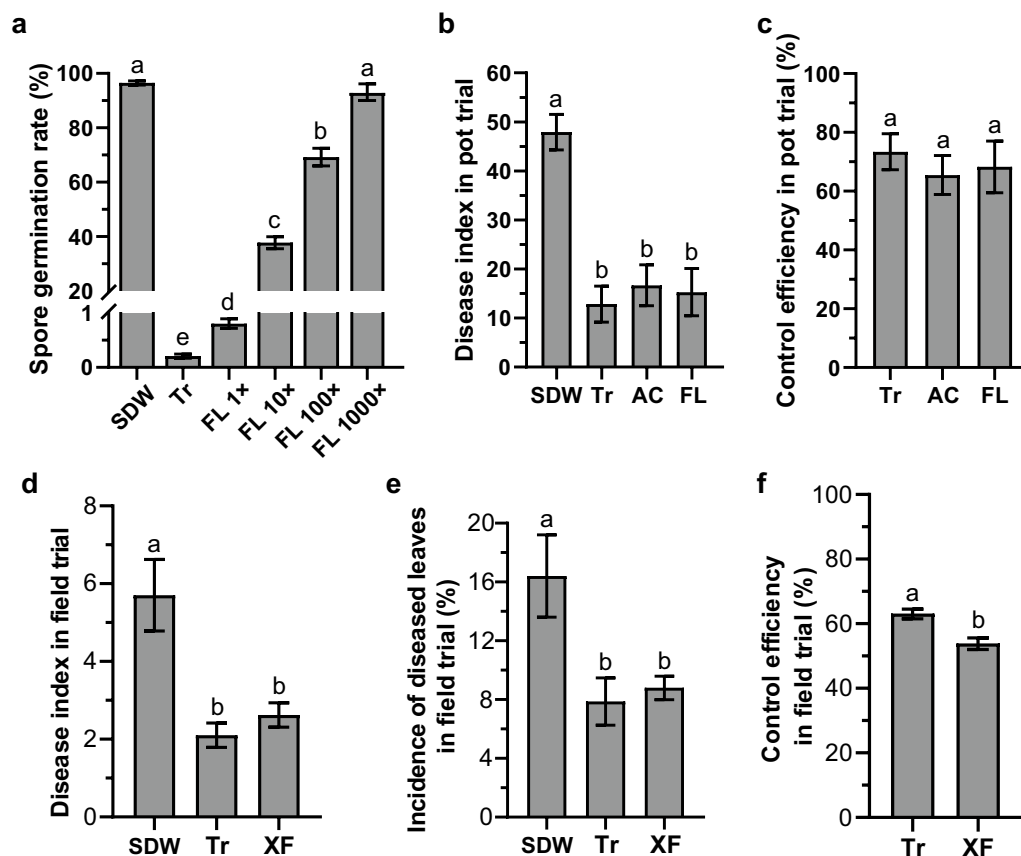 a
Spore germination rate (%)
100
80
60
40
20
1
0
a
e
d
c
b
a
SDW
Tr
FL 1×
FL 10×
FL 100×
FL 1000×
b
Disease index in pot trial
60
50
40
30
20
10
0
a
b
b
b
SDW
Tr
AC
FL
c
Control efficiency in pot trial (%)
100
80
60
40
20
0
a
a
a
Tr
AC
FL
d
Disease index in field trial
8
6
4
2
0
a
b
b
SDW
Tr
XF
e
Incidence of diseased leaves
in field trial (%)
20
16
12
8
4
0
a
b
b
SDW
Tr
XF
f
Control efficiency
in field trial (%)
100
80
60
40
20
0
a
b
Tr
XF